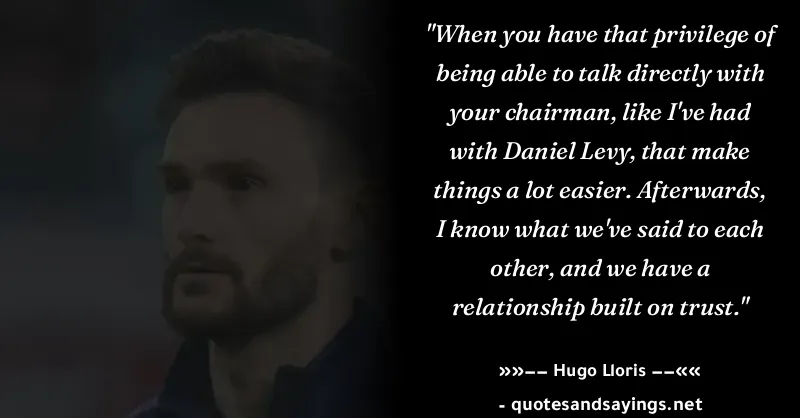 "When you have that privilege of
being able to talk directly with
your chairman, like I've had
with Daniel Levy, that make
things a lot easier. Afterwards,
I know what we've said to each
other, and we have a
relationship built on trust."
»»–– Hugo Lloris ––««
- quotesandsayings.net